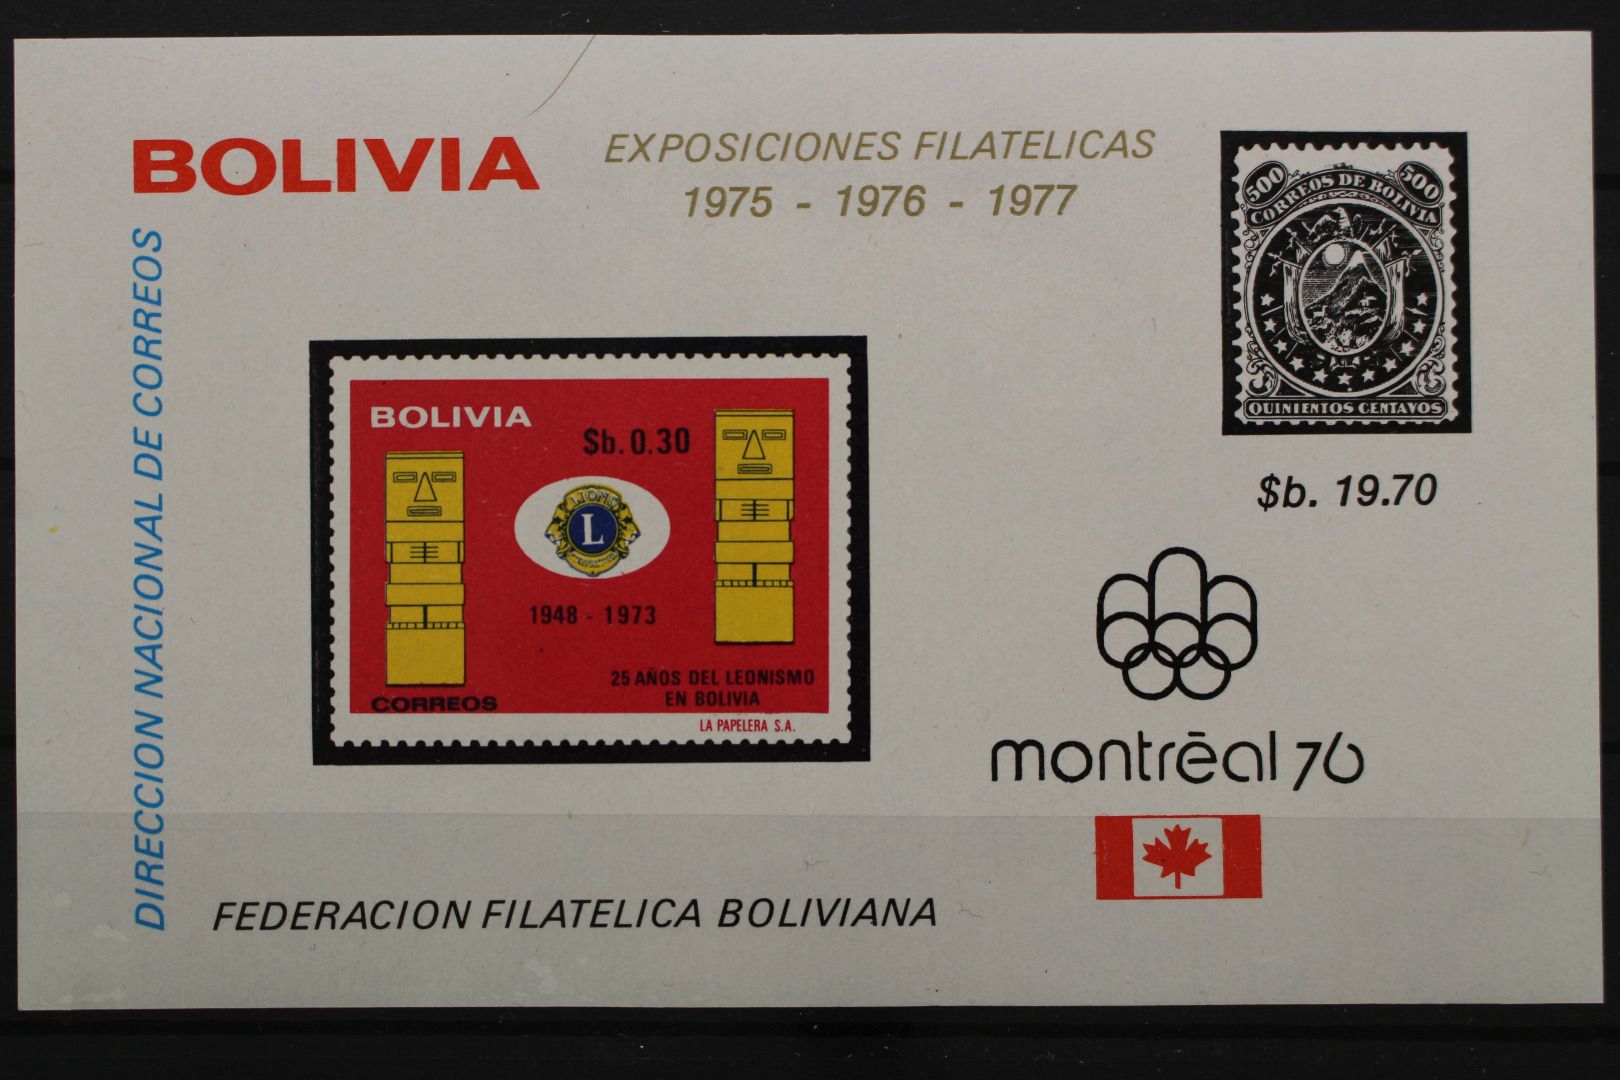 BOLIVIA
EXPOSICIONES FILATELICAS
1975 - 1976 - 1977
DIRECCION NACIONAL DE CORREOS
500 500
CORREOS DE BOLIVIA
QUINIENTOS CENTAVOS
$b. 19.70
BOLIVIA
$b. 0.30
LIONS
L
1948 - 1973
25 AÑOS DEL LEONISMO
EN BOLIVIA
CORREOS
LA PAPELERA S.A.
montréal 76
FEDERACION FILATELICA BOLIVIANA